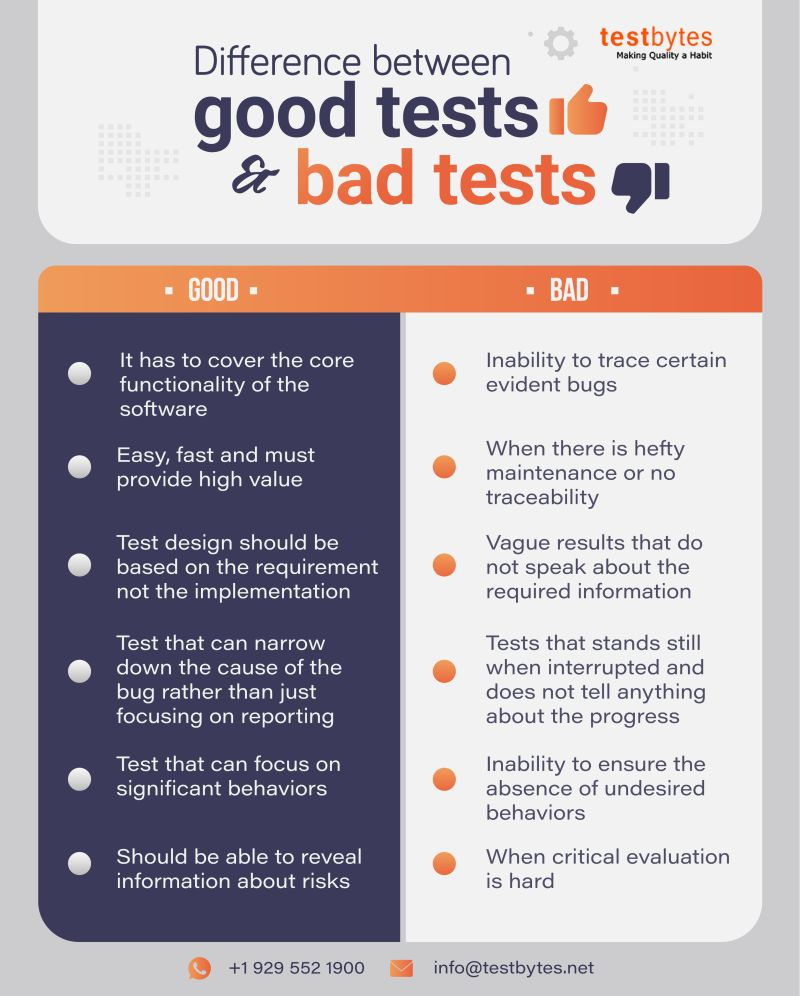 testbytes
Making Quality a Habit
Difference between
good tests
& bad tests
GOOD
BAD
It has to cover the core
functionality of the
software
Easy, fast and must
provide high value
Test design should be
based on the requirement
not the implementation
Test that can narrow
down the cause of the
bug rather than just
focusing on reporting
Test that can focus on
significant behaviors
Should be able to reveal
information about risks
Inability to trace certain
evident bugs
When there is hefty
maintenance or no
traceability
Vague results that do
not speak about the
required information
Tests that stands still
when interrupted and
does not tell anything
about the progress
Inability to ensure the
absence of undesired
behaviors
When critical evaluation
is hard
+1 929 552 1900
info@testbytes.net